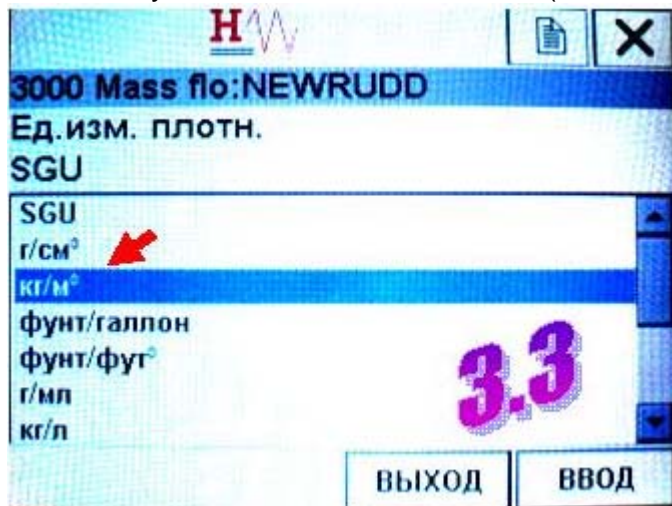 H
3000 Mass flo:NEWRUDD
Ед.изм. плотн.
SGU
SGU
г/см³
кг/м³
фунт/галлон
фунт/фут³
г/мл
кг/л
3.3
ВЫХОД ВВОД